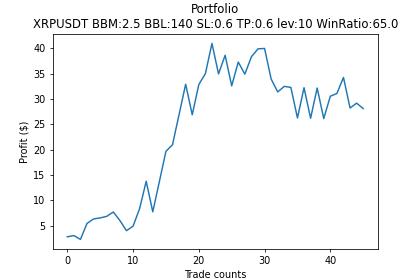 Portfolio
XRPUSDT BBM:2.5 BBL:140 SL:0.6 TP:0.6 lev:10 WinRatio:65.0
40
35
30
25
20
15
10
5
Profit ($)
0 10 20 30 40
Trade counts